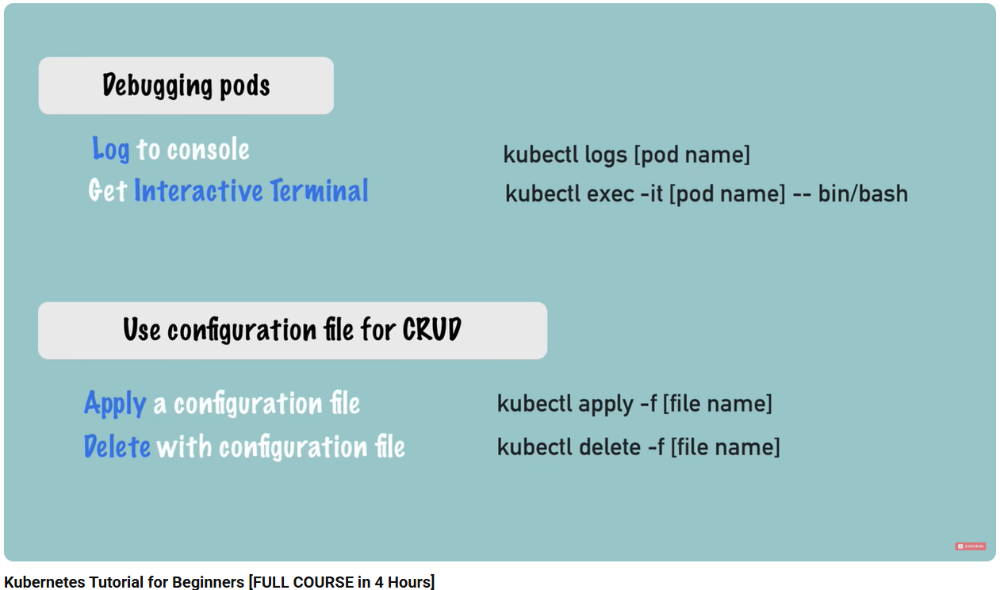 Debugging pods
Log to console
kubectl logs [pod name]
Get Interactive Terminal
kubectl exec -it [pod name] -- bin/bash
Use configuration file for CRUD
Apply a configuration file
kubectl apply -f [file name]
Delete with configuration file
kubectl delete -f [file name]
SUBSCRIBE
Kubernetes Tutorial for Beginners [FULL COURSE in 4 Hours]